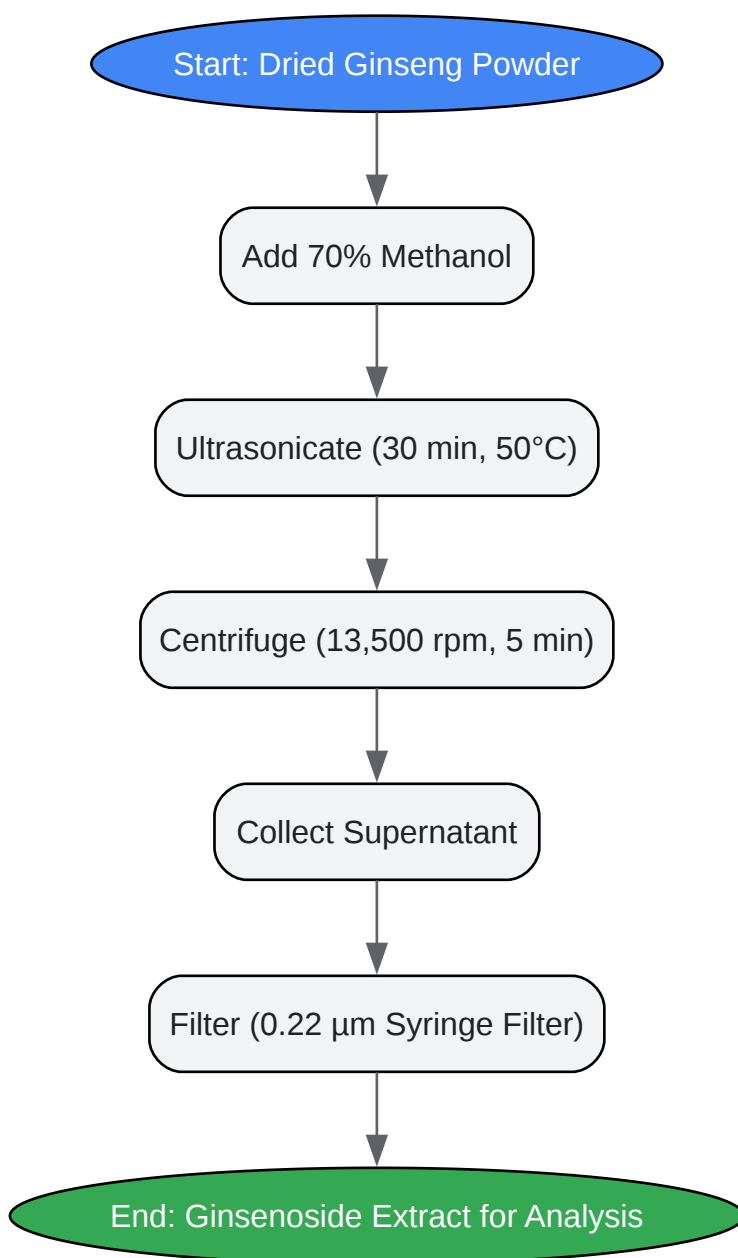 Start: Dried Ginseng Powder
Add 70% Methanol
Ultrasonicate (30 min, 50°C)
Centrifuge (13,500 rpm, 5 min)
Collect Supernatant
Filter (0.22 µm Syringe Filter)
End: Ginsenoside Extract for Analysis